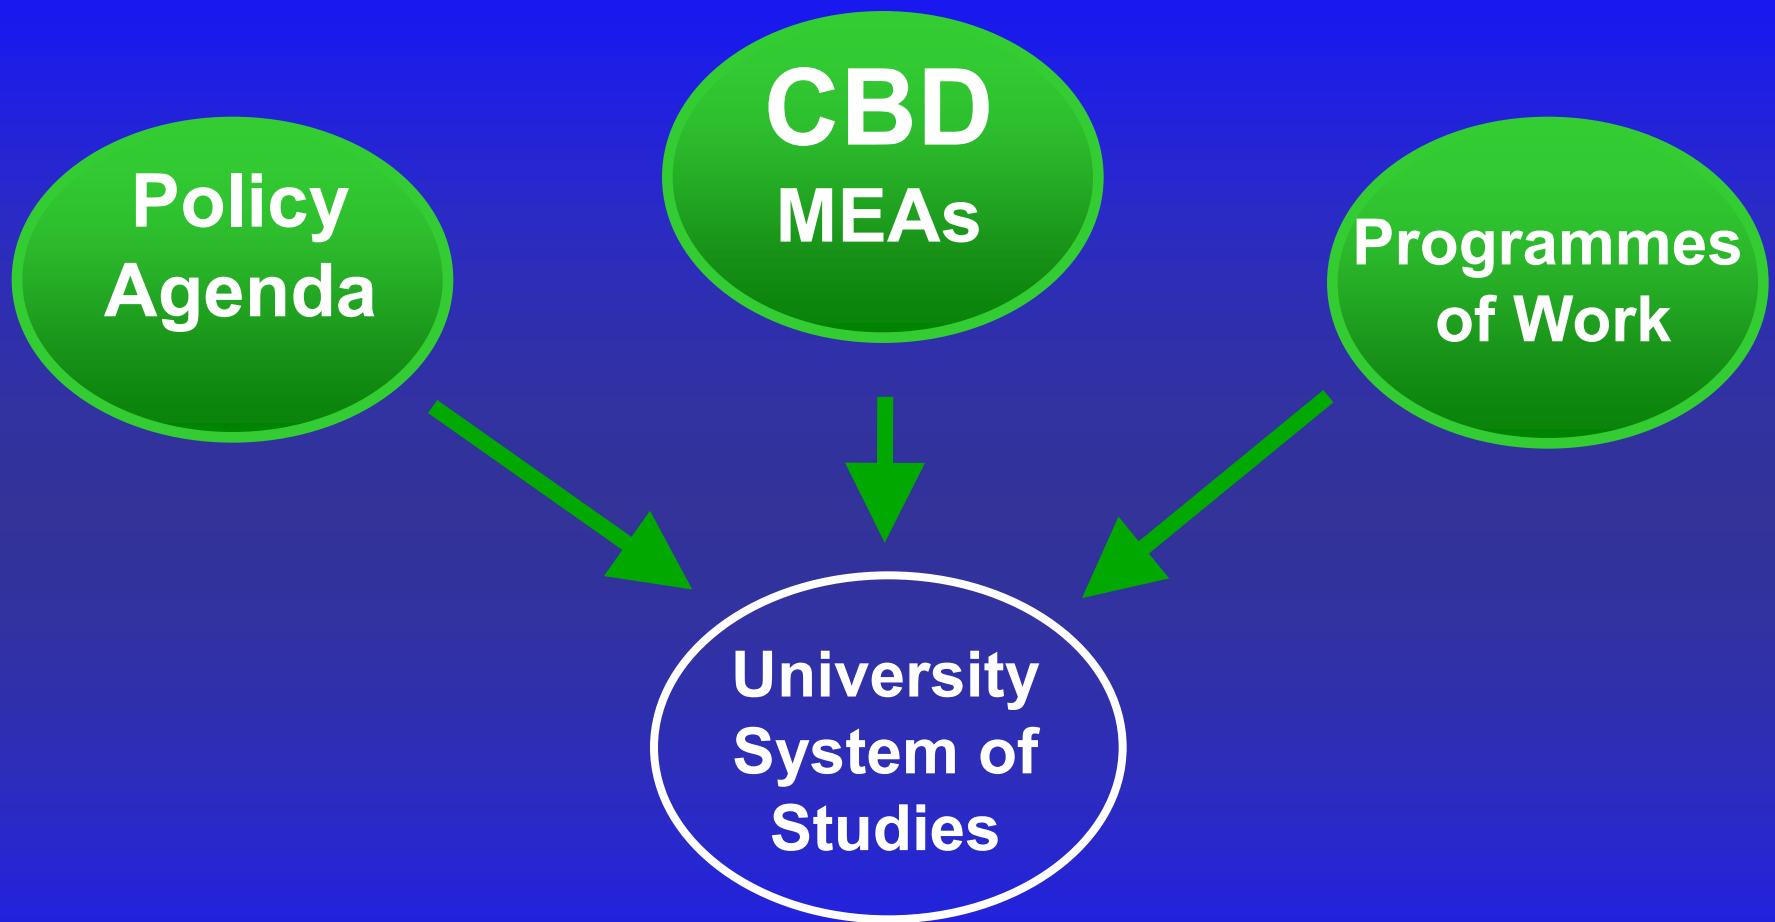 Policy
Agenda
CBD
MEAs
Programmes
of Work
University
System of
Studies